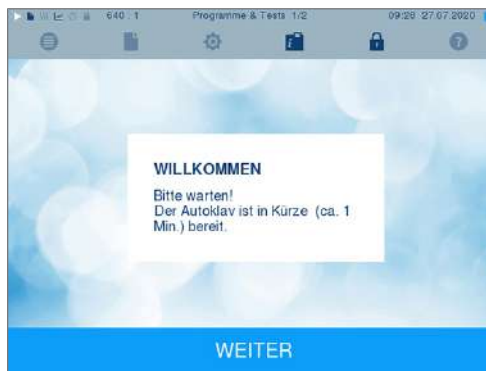 640 : 1 Programme & Tests 1/2 09:28 27.07.2020
i ?
WILLKOMMEN
Bitte warten!
Der Autoklav ist in Kürze (ca. 1
Min.) bereit.
WEITER